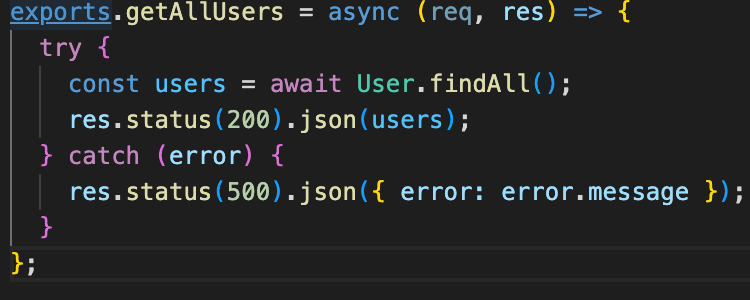 exports.getAllUsers = async (req, res) => {
  try {
    const users = await User.findAll();
    res.status(200).json(users);
  } catch (error) {
    res.status(500).json({ error: error.message });
  }
};